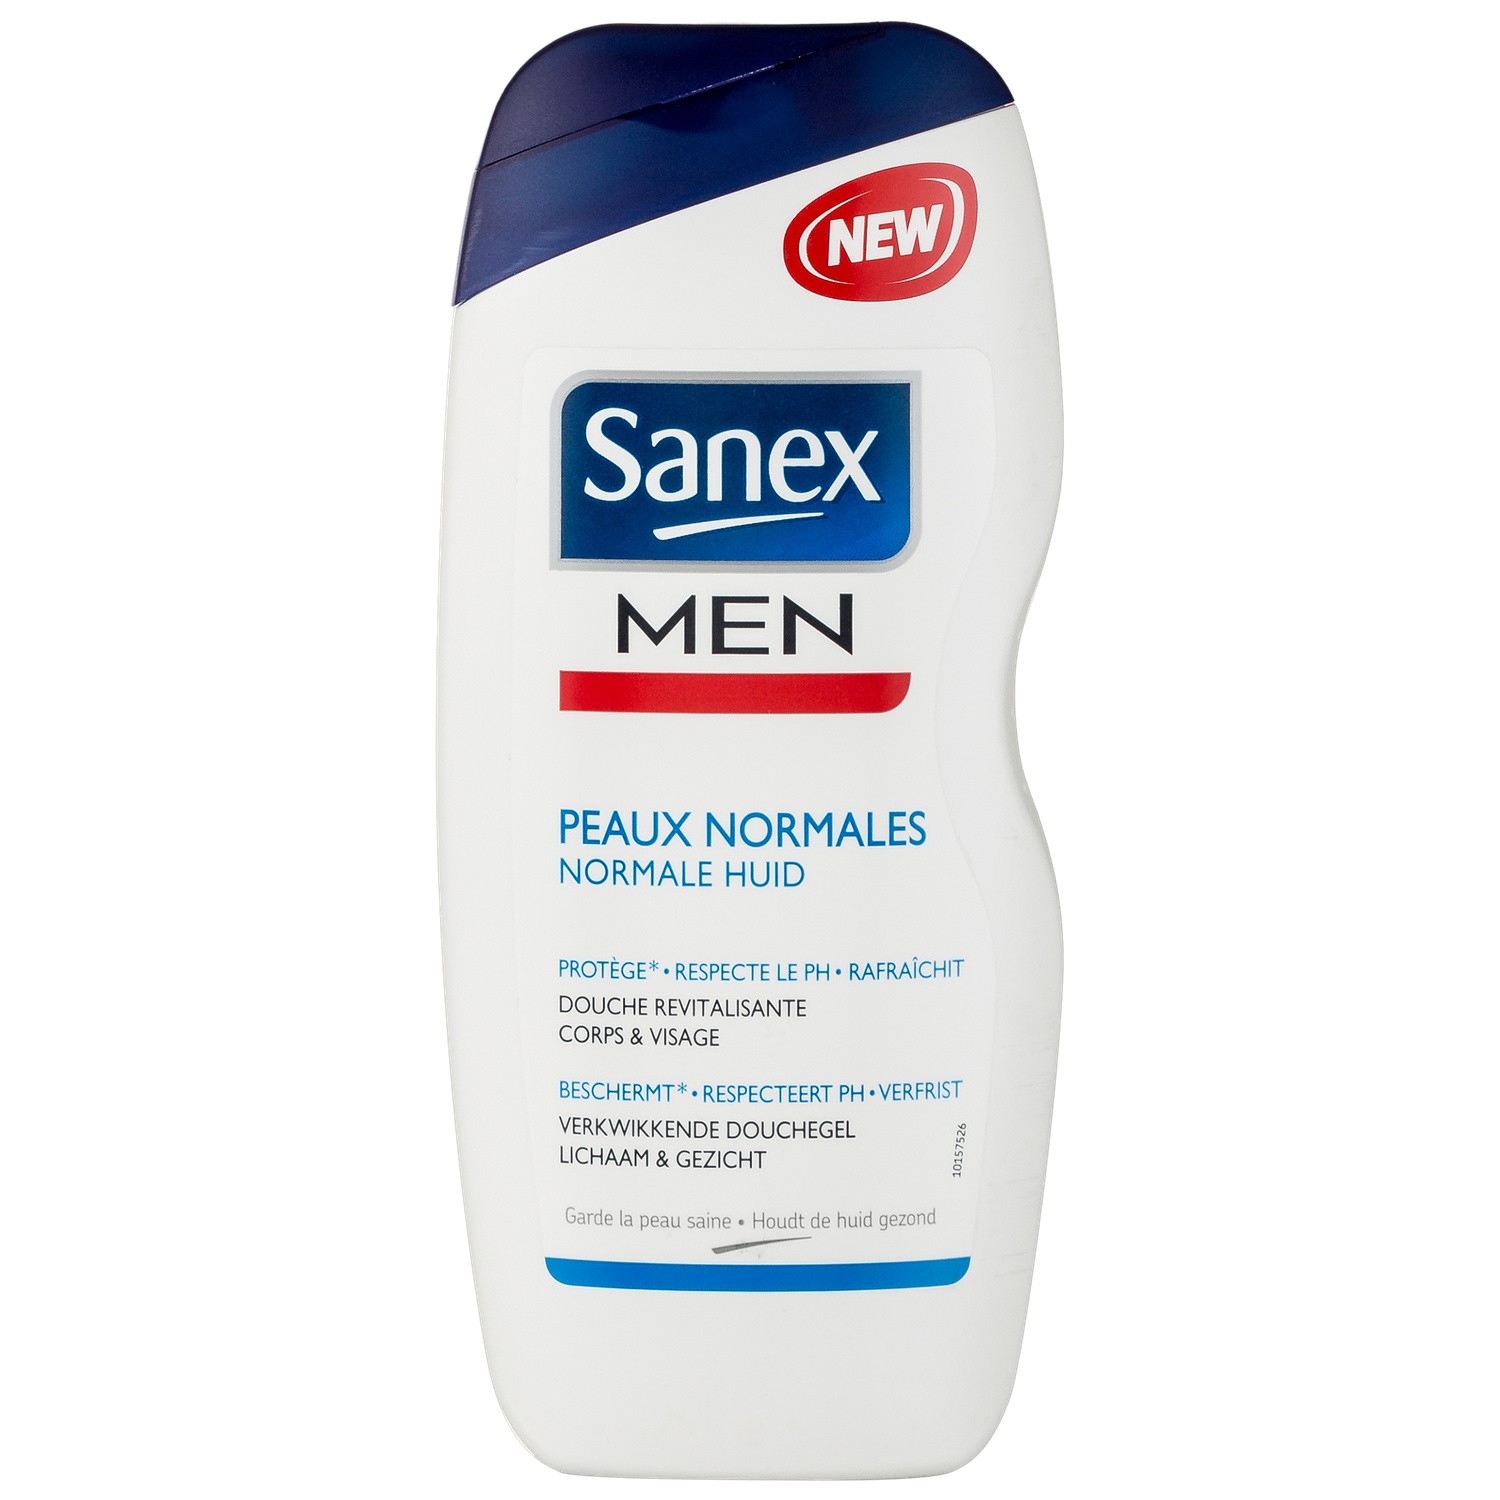 NEW
Sanex
MEN
PEAUX NORMALES
NORMALE HUID
PROTÈGE* • RESPECTE LE PH • RAFRAÎCHIT
DOUCHE REVITALISANTE
CORPS & VISAGE
BESCHERMT* • RESPECTEERT PH • VERFRIST
VERKWIKKENDE DOUCHEGEL
LICHAAM & GEZICHT
10157526
Garde la peau saine • Houdt de huid gezond